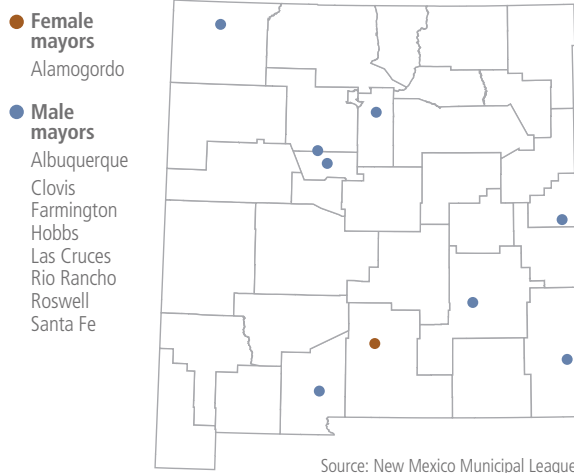 Female
mayors
Alamogordo
Male
mayors
Albuquerque
Clovis
Farmington
Hobbs
Las Cruces
Rio Rancho
Roswell
Santa Fe
Source: New Mexico Municipal League